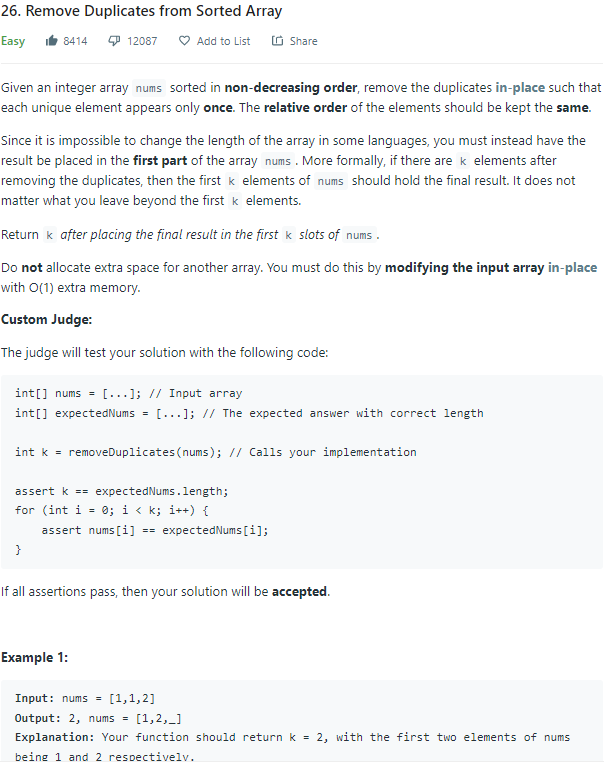 26. Remove Duplicates from Sorted Array
Easy 8414 12087 Add to List Share
Given an integer array nums sorted in non-decreasing order, remove the duplicates in-place such that
each unique element appears only once. The relative order of the elements should be kept the same.
Since it is impossible to change the length of the array in some languages, you must instead have the
result be placed in the first part of the array nums . More formally, if there are k elements after
removing the duplicates, then the first k elements of nums should hold the final result. It does not
matter what you leave beyond the first k elements.
Return k after placing the final result in the first k slots of nums .
Do not allocate extra space for another array. You must do this by modifying the input array in-place
with O(1) extra memory.
Custom Judge:
The judge will test your solution with the following code:
int[] nums = [...]; // Input array
int[] expectedNums = [...]; // The expected answer with correct length
int k = removeDuplicates(nums); // Calls your implementation
assert k == expectedNums.length;
for (int i = 0; i < k; i++) {
    assert nums[i] == expectedNums[i];
}
If all assertions pass, then your solution will be accepted.
Example 1:
Input: nums = [1,1,2]
Output: 2, nums = [1,2,_]
Explanation: Your function should return k = 2, with the first two elements of nums
being 1 and 2 respectively.